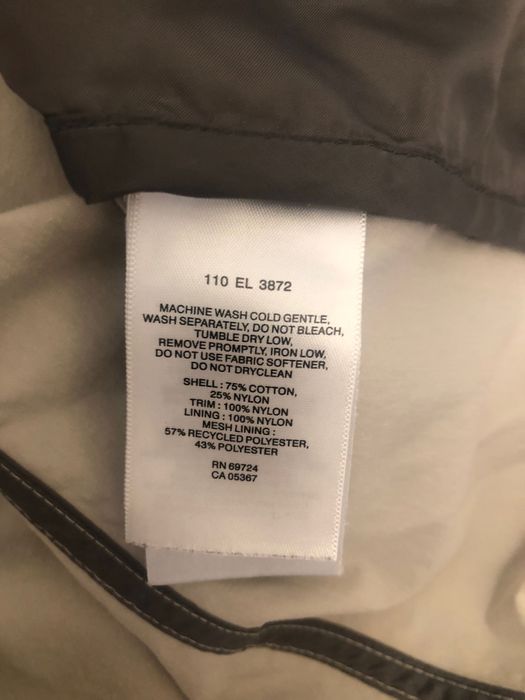 110 EL 3872
MACHINE WASH COLD GENTLE,
WASH SEPARATELY, DO NOT BLEACH,
TUMBLE DRY LOW,
REMOVE PROMPTLY, IRON LOW,
DO NOT USE FABRIC SOFTENER,
DO NOT DRYCLEAN
SHELL : 75% COTTON,
25% NYLON
TRIM : 100% NYLON
LINING : 100% NYLON
MESH LINING :
57% RECYCLED POLYESTER,
43% POLYESTER
RN 69724
CA 05367